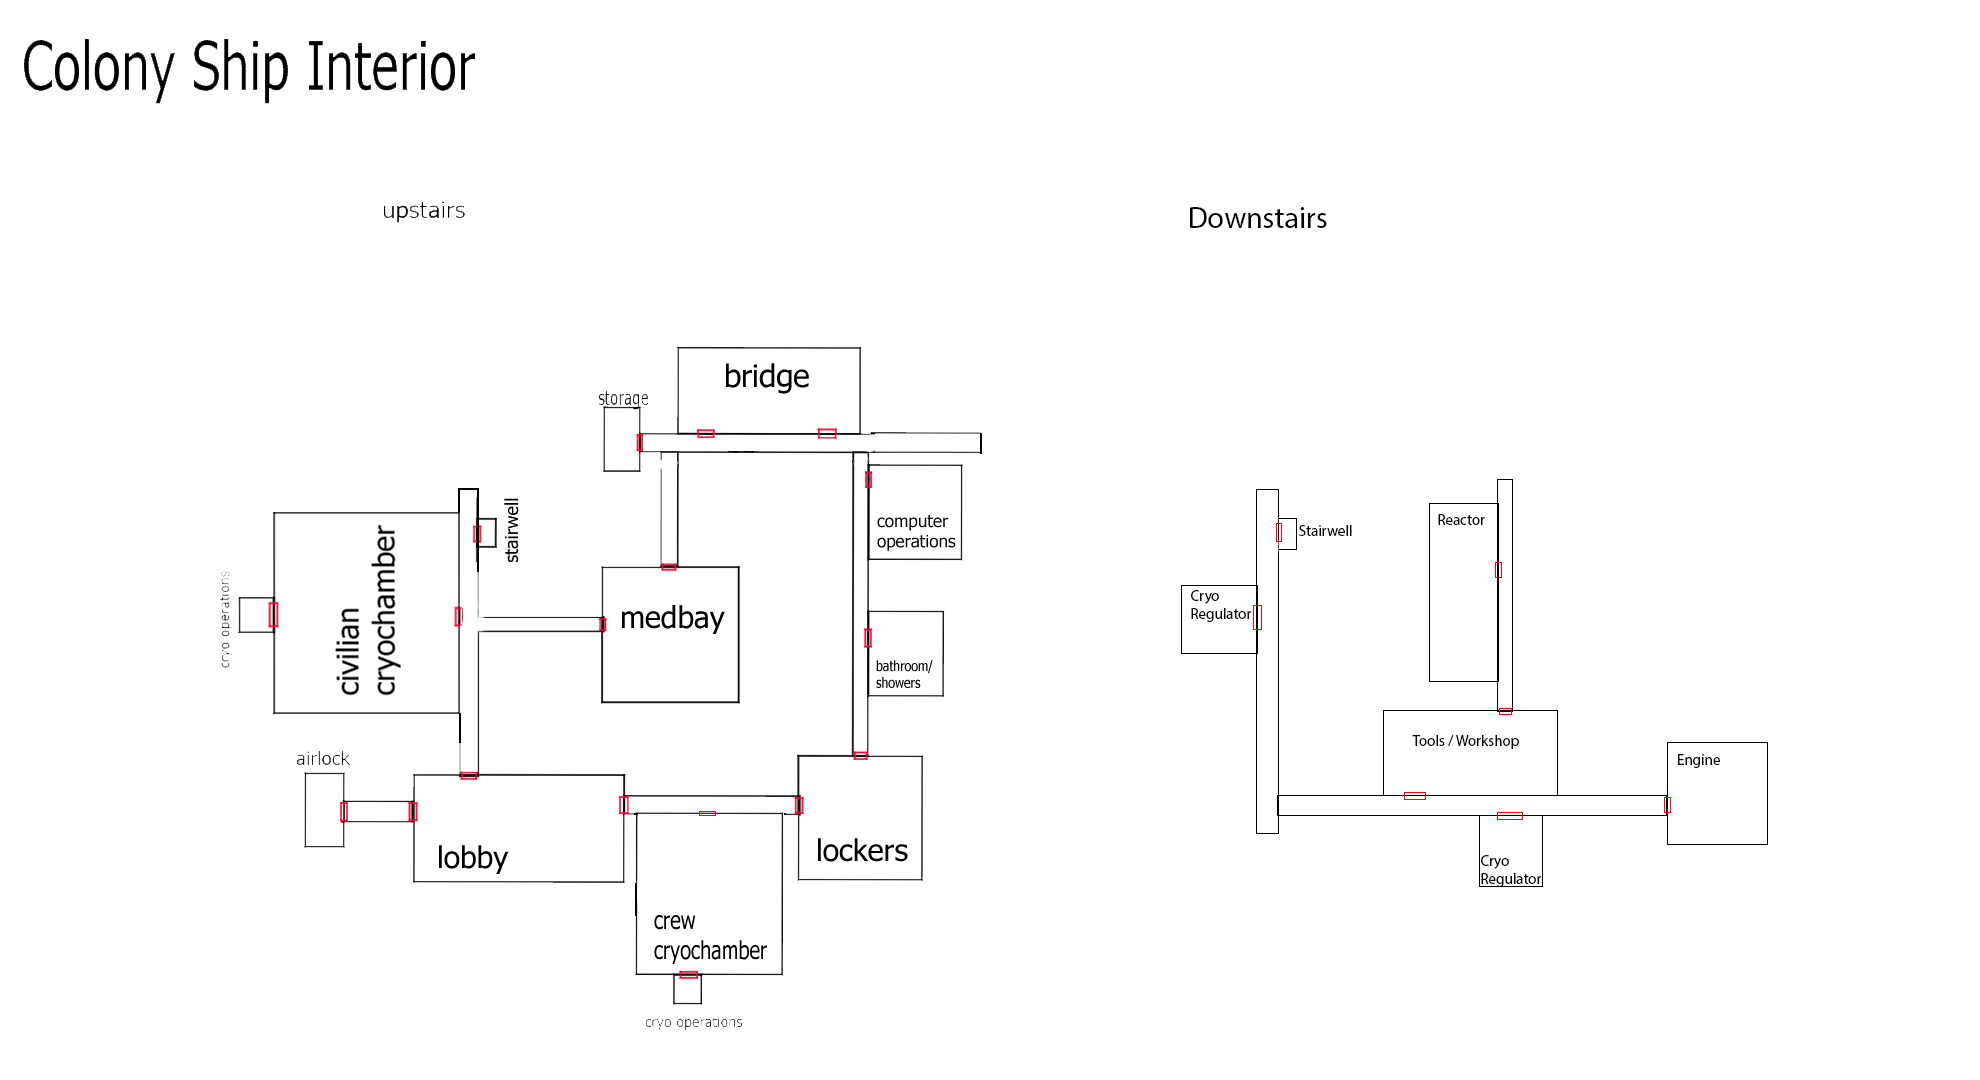 Colony Ship Interior
upstairs
Downstairs
bridge
storage
computer
operations
stairwell
civilian
cryochamber
cryo operations
medbay
bathroom/
showers
airlock
lobby
lockers
crew
cryochamber
cryo operations
Reactor
Stairwell
Cryo
Regulator
Tools / Workshop
Engine
Cryo
Regulator